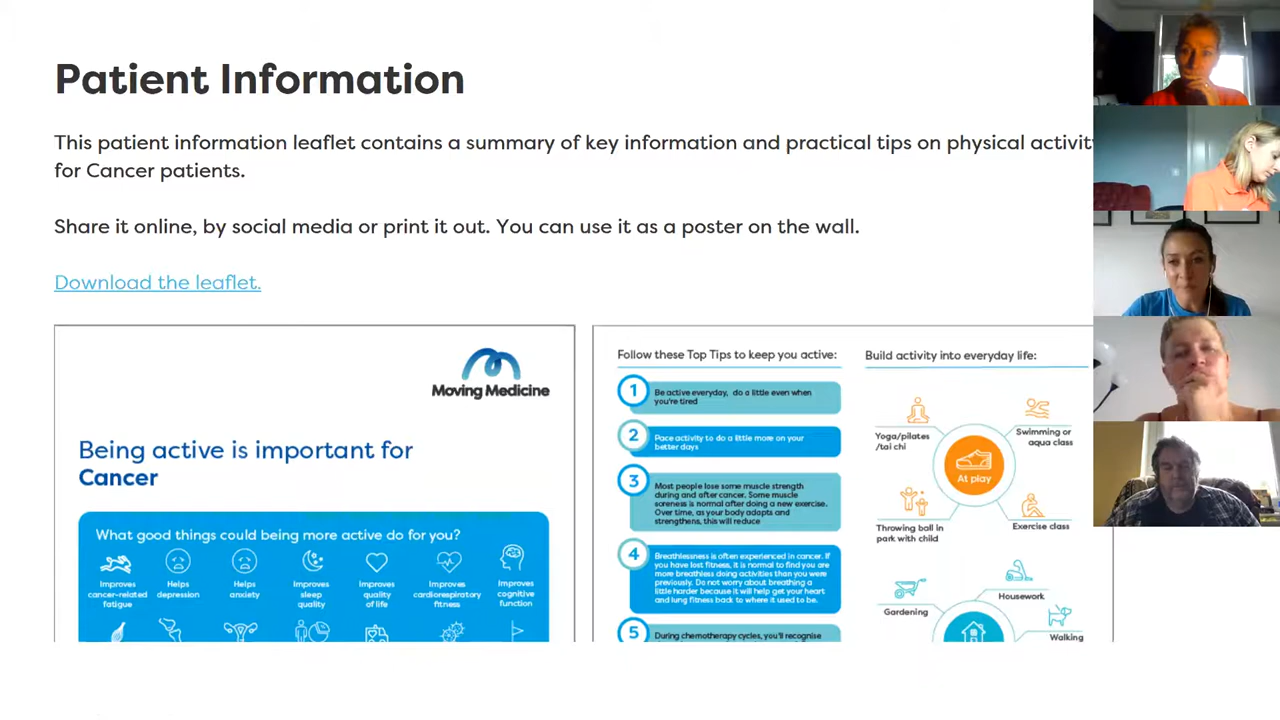 Patient Information
This patient information leaflet contains a summary of key information and practical tips on physical activity
for Cancer patients.
Share it online, by social media or print it out. You can use it as a poster on the wall.
Download the leaflet.
Moving Medicine
Being active is important for
Cancer
What good things could being more active do for you?
Improves
cancer-related
fatigue
Helps
depression
Helps
anxiety
Improves
sleep
quality
Improves
quality
of life
Improves
cardiorespiratory
fitness
Improves
cognitive
function
Follow these Top Tips to keep you active:
1
Be active everyday, do a little even when
you're tired
2
Pace activity to do a little more on your
better days
3
Most people lose some muscle strength
during and after cancer. Some muscle
soreness is normal after doing a new exercise.
Over time, as your body adapts and
strengthens, this will reduce
4
Breathlessness is often experienced in cancer. If
you have lost fitness, it is normal to find you are
more breathless doing activities than you were
previously. Do not worry about breathing a
little harder because it will help get your heart
and lung fitness back to where it used to be.
5
During chemotherapy cycles, you'll recognise
Build activity into everyday life:
Yoga/pilates
/tai chi
Swimming or
aqua class
At play
Throwing ball in
park with child
Exercise class
Housework
Gardening
Walking